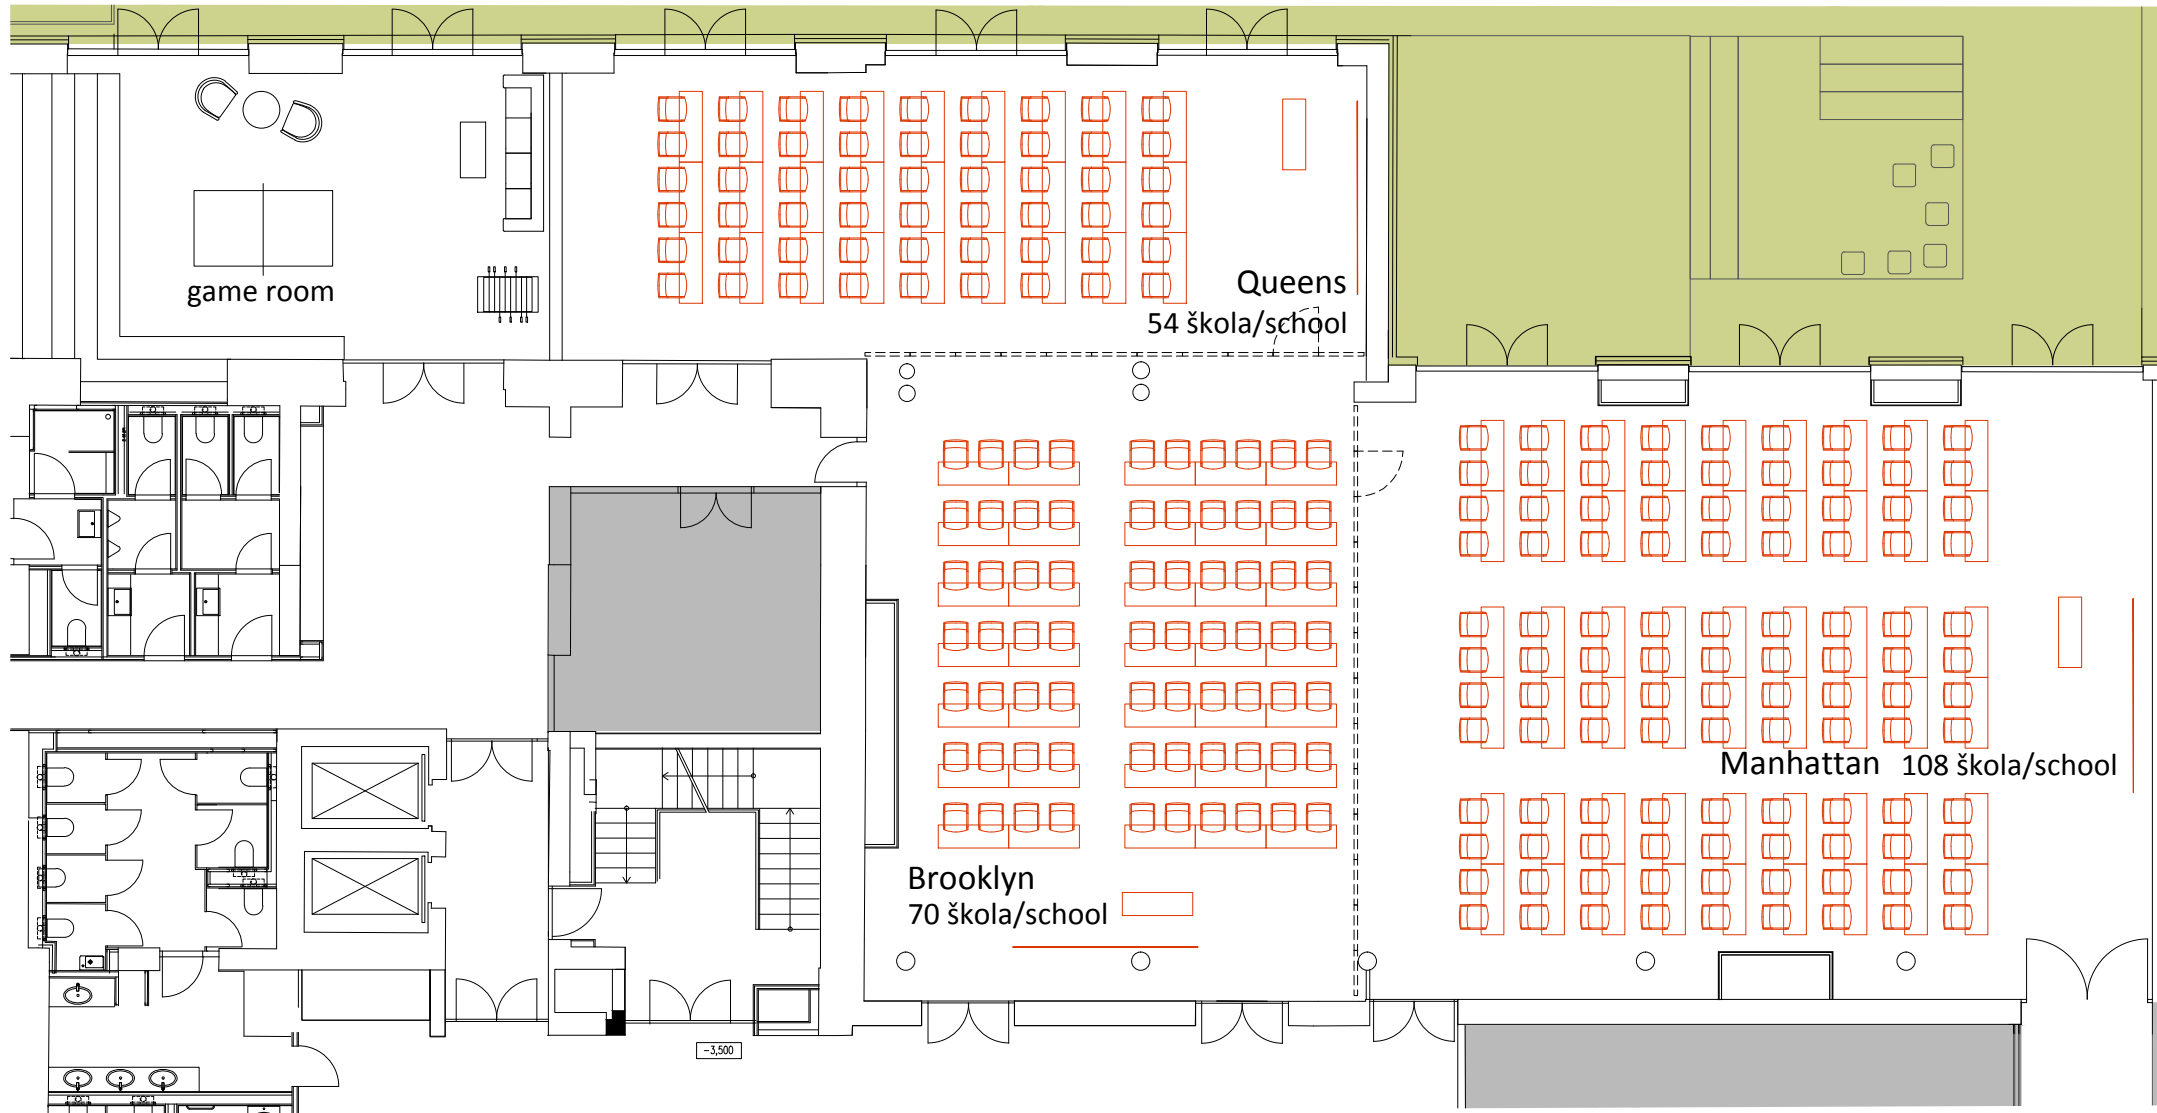 game room
Queens
54 škola/school
Manhattan 108 škola/school
Brooklyn
70 škola/school
-3,500